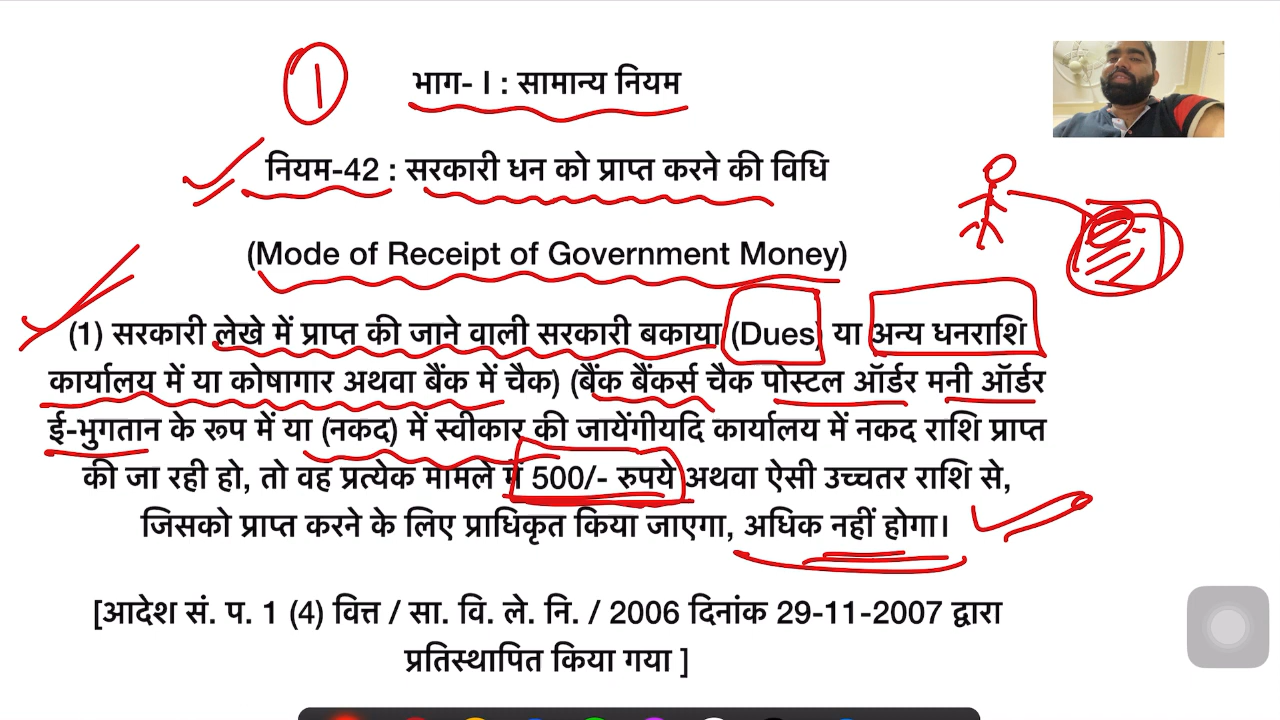 1
भाग- I : सामान्य नियम
नियम-42 : सरकारी धन को प्राप्त करने की विधि
(Mode of Receipt of Government Money)
(1) सरकारी लेखे में प्राप्त की जाने वाली सरकारी बकाया (Dues) या अन्य धनराशि
कार्यालय में या कोषागार अथवा बैंक में चैक) (बैंक बैंकर्स चैक पोस्टल ऑर्डर मनी ऑर्डर
ई-भुगतान के रूप में या (नकद) में स्वीकार की जायेंगीयदि कार्यालय में नकद राशि प्राप्त
की जा रही हो, तो वह प्रत्येक मामले में 500/- रुपये अथवा ऐसी उच्चतर राशि से,
जिसको प्राप्त करने के लिए प्राधिकृत किया जाएगा, अधिक नहीं होगा।
[आदेश सं. प. 1 (4) वित्त / सा. वि. ले. नि. / 2006 दिनांक 29-11-2007 द्वारा
प्रतिस्थापित किया गया ]